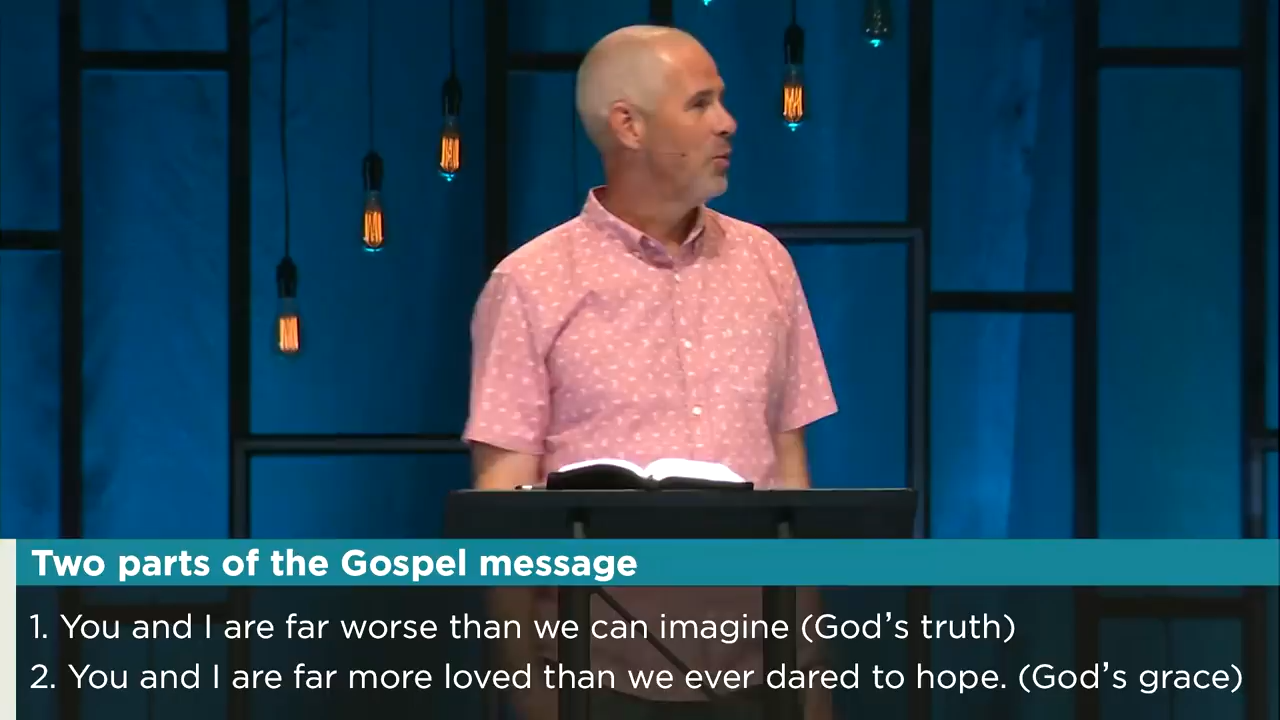 Two parts of the Gospel message
1. You and I are far worse than we can imagine (God’s truth)
2. You and I are far more loved than we ever dared to hope. (God’s grace)